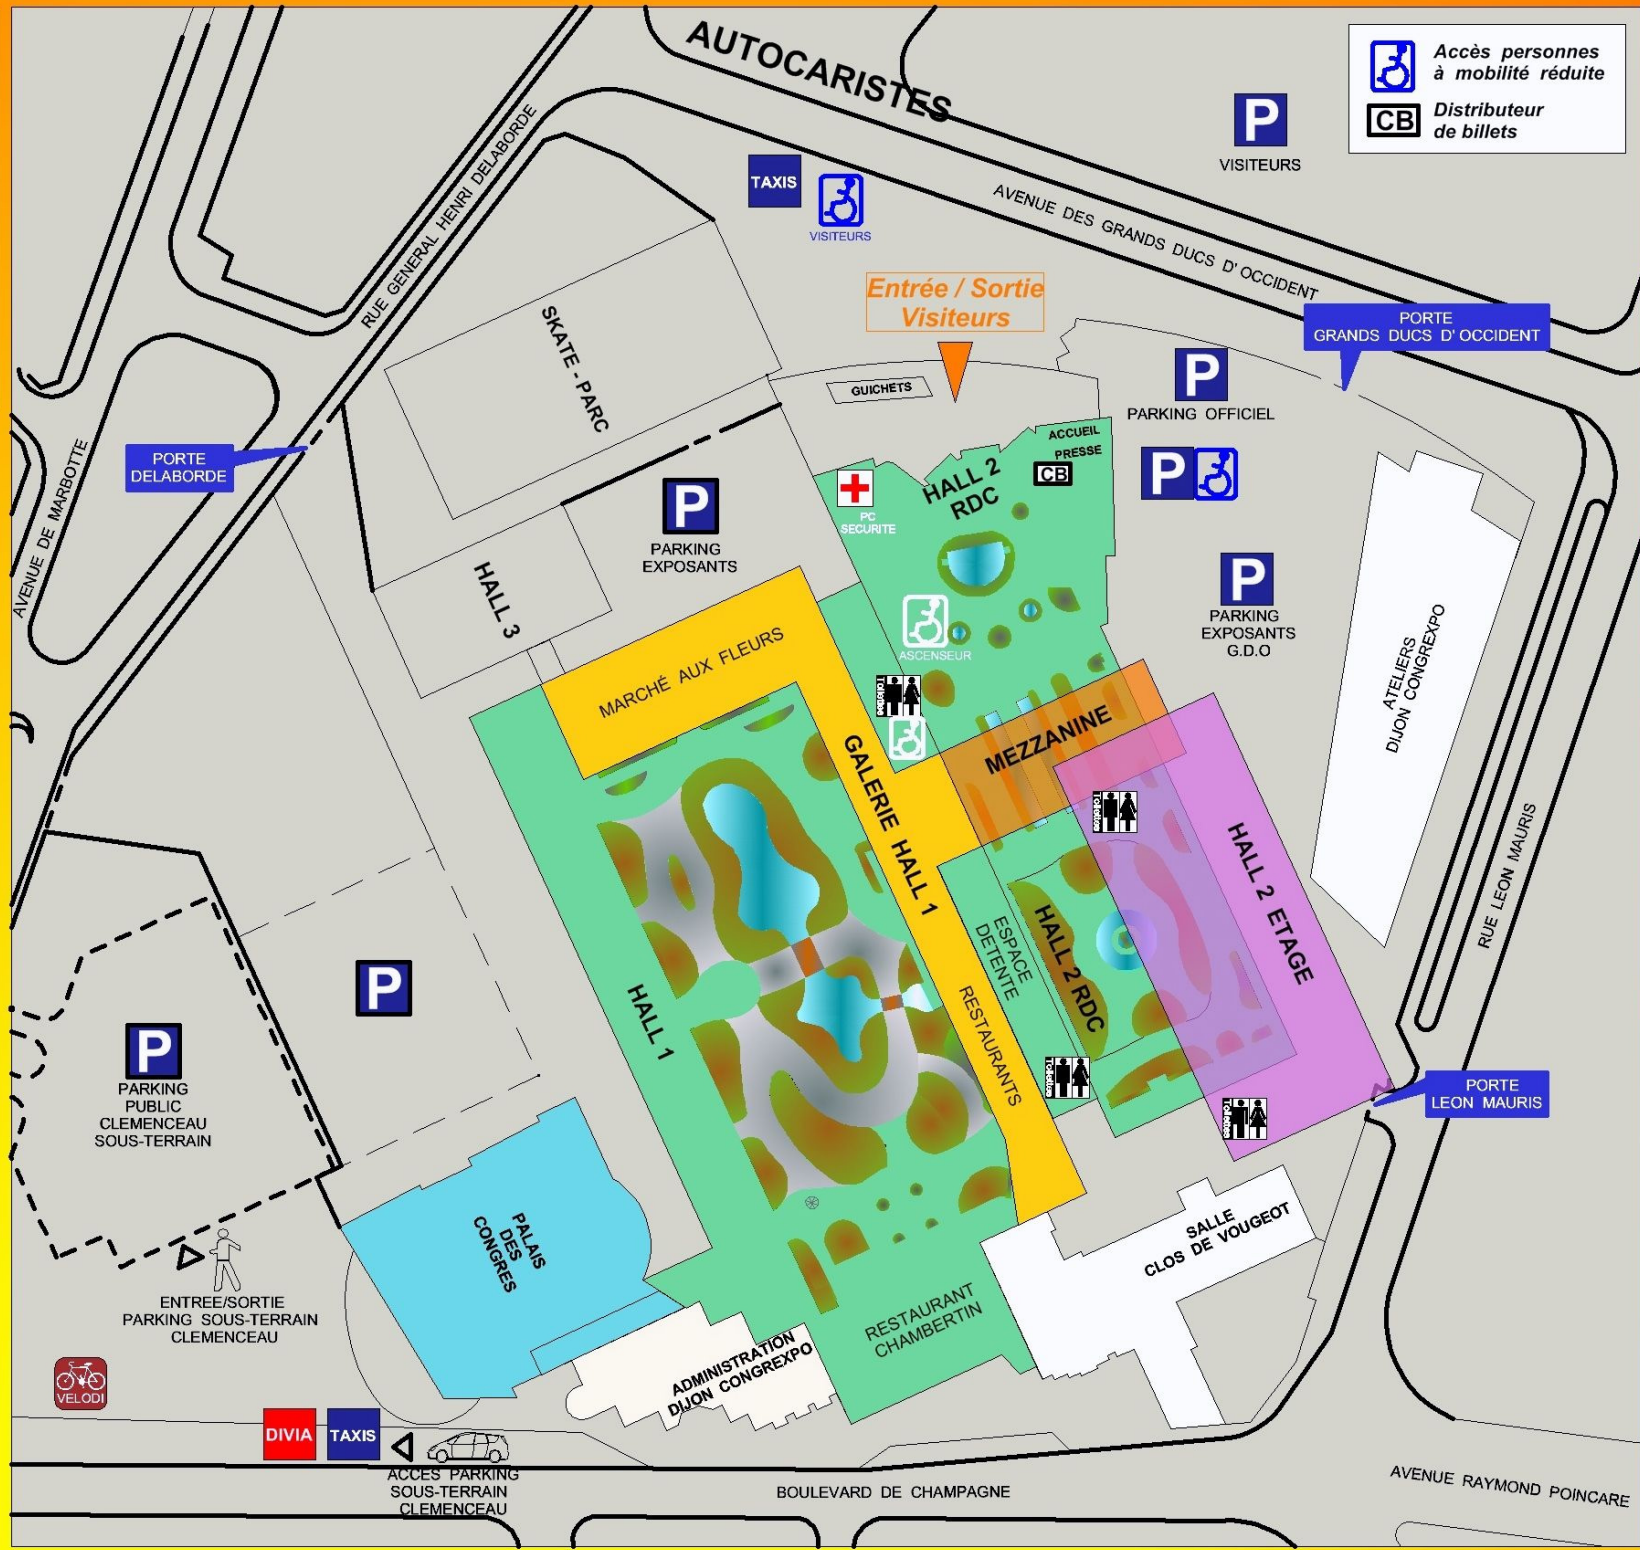 AUTOCARISTES
Accès personnes
à mobilité réduite
CB
Distributeur
de billets
P
VISITEURS
TAXIS
VISITEURS
AVENUE DES GRANDS DUCS D' OCCIDENT
RUE GENERAL HENRI DELABORDE
Entrée / Sortie
Visiteurs
PORTE
GRANDS DUCS D' OCCIDENT
SKATE - PARC
GUICHETS
P
PARKING OFFICIEL
ACCUEIL
PRESSE
CB
PORTE
DELABORDE
AVENUE DE MARBOTTE
P
PARKING
EXPOSANTS
PC
SECURITE
HALL 2
RDC
P
HALL 3
P
PARKING
EXPOSANTS
G.D.O
ATELIERS
DIJON CONGREXPO
MARCHÉ AUX FLEURS
ASCENSEUR
Toilettes
MEZZANINE
GALERIE HALL 1
Toilettes
HALL 2 ETAGE
RUE LEON MAURIS
ESPACE
DETENTE
HALL 2 RDC
P
HALL 1
RESTAURANTS
Toilettes
Toilettes
P
PARKING
PUBLIC
CLEMENCEAU
SOUS-TERRAIN
PORTE
LEON MAURIS
PALAIS
DES
CONGRES
SALLE
CLOS DE VOUGEOT
ENTREE/SORTIE
PARKING SOUS-TERRAIN
CLEMENCEAU
RESTAURANT
CHAMBERTIN
ADMINISTRATION
DIJON CONGREXPO
VELODI
DIVIA
TAXIS
ACCES PARKING
SOUS-TERRAIN
CLEMENCEAU
BOULEVARD DE CHAMPAGNE
AVENUE RAYMOND POINCARE